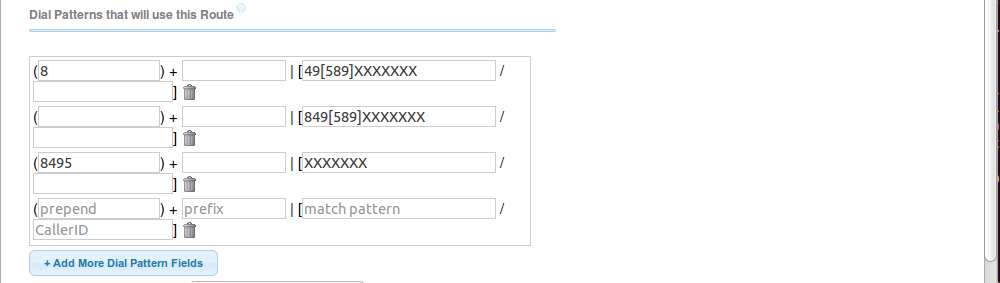 Dial Patterns that will use this Route ?
(8) + | [49[589]XXXXXXX /
]
() + | [849[589]XXXXXXX /
]
(8495) + | [XXXXXXX /
]
(prepend) + prefix | [match pattern /
CallerID]
+ Add More Dial Pattern Fields